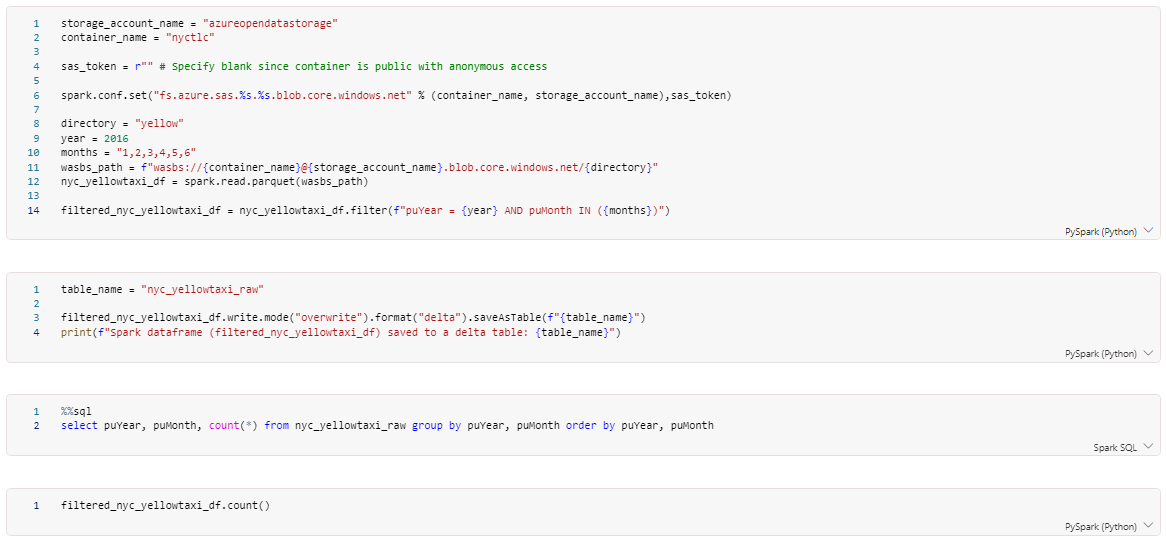 1 storage_account_name = "azureopendatastorage"
2 container_name = "nyctlc"
3
4 sas_token = r"" # Specify blank since container is public with anonymous access
5
6 spark.conf.set("fs.azure.sas.%s.%s.blob.core.windows.net" % (container_name, storage_account_name),sas_token)
7
8 directory = "yellow"
9 year = 2016
10 months = "1,2,3,4,5,6"
11 wasbs_path = f"wasbs://{container_name}@{storage_account_name}.blob.core.windows.net/{directory}"
12 nyc_yellowtaxi_df = spark.read.parquet(wasbs_path)
13
14 filtered_nyc_yellowtaxi_df = nyc_yellowtaxi_df.filter(f"puYear = {year} AND puMonth IN ({months})")
PySpark (Python)
1 table_name = "nyc_yellowtaxi_raw"
2
3 filtered_nyc_yellowtaxi_df.write.mode("overwrite").format("delta").saveAsTable(f"{table_name}")
4 print(f"Spark dataframe (filtered_nyc_yellowtaxi_df) saved to a delta table: {table_name}")
PySpark (Python)
1 %%sql
2 select puYear, puMonth, count(*) from nyc_yellowtaxi_raw group by puYear, puMonth order by puYear, puMonth
Spark SQL
1 filtered_nyc_yellowtaxi_df.count()
PySpark (Python)